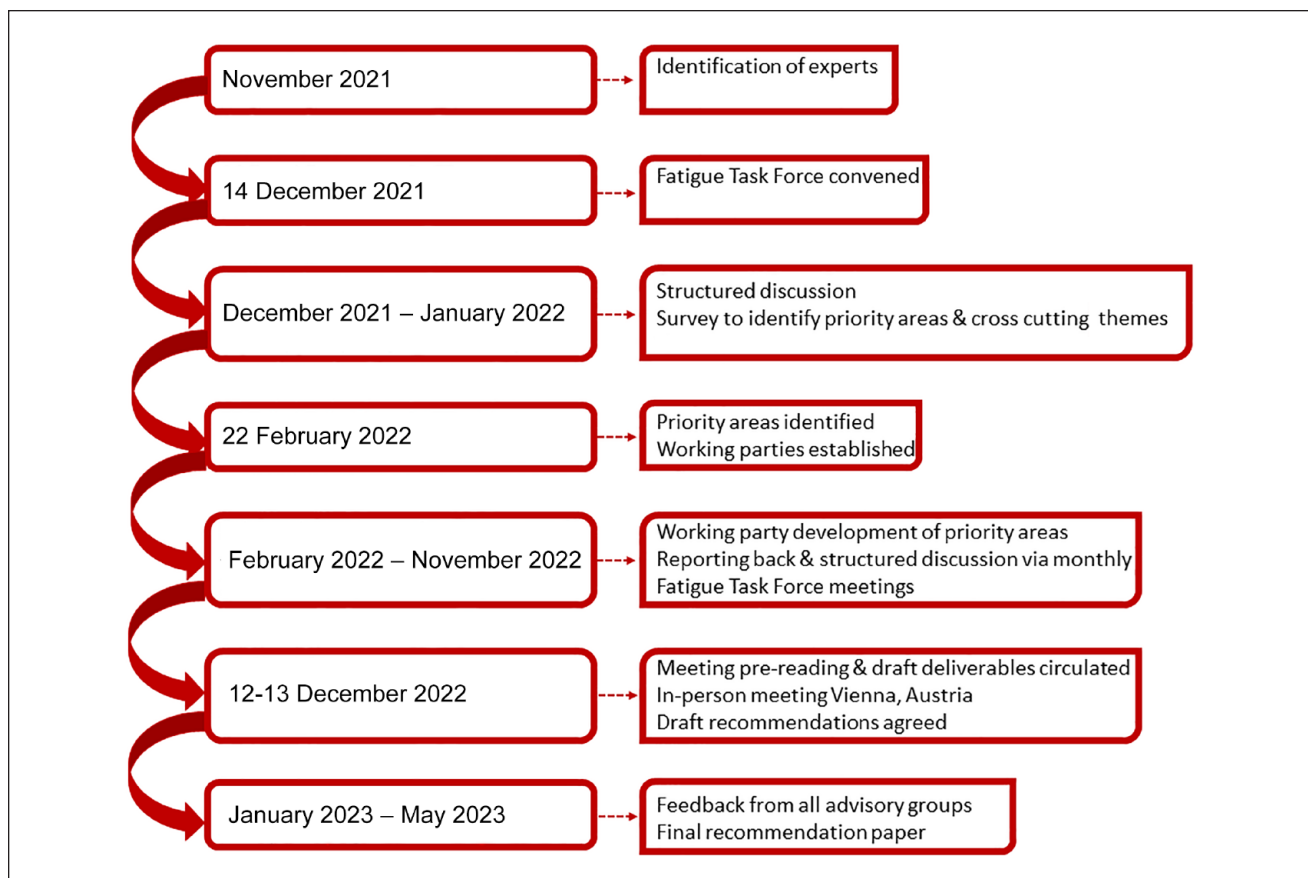 November 2021
Identification of experts
14 December 2021
Fatigue Task Force convened
December 2021 – January 2022
Structured discussion
Survey to identify priority areas & cross cutting themes
22 February 2022
Priority areas identified
Working parties established
February 2022 – November 2022
Working party development of priority areas
Reporting back & structured discussion via monthly
Fatigue Task Force meetings
12-13 December 2022
Meeting pre-reading & draft deliverables circulated
In-person meeting Vienna, Austria
Draft recommendations agreed
January 2023 – May 2023
Feedback from all advisory groups
Final recommendation paper